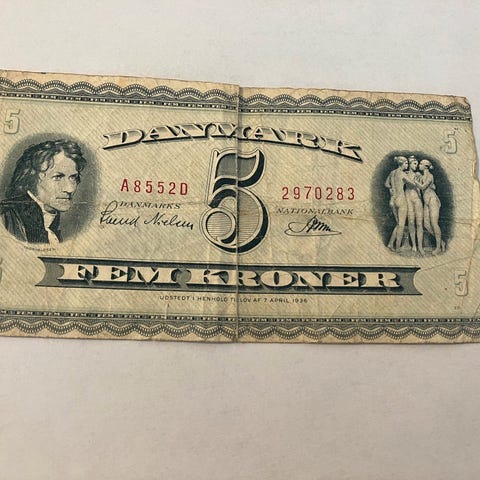 5 5
DANMARK
A8552D 5 2970283
DANMARKS NATIONALBANK
FEM KRONER
5
UDSTEDT I HENHOLD TIL LOV AF 7 APRIL 1936